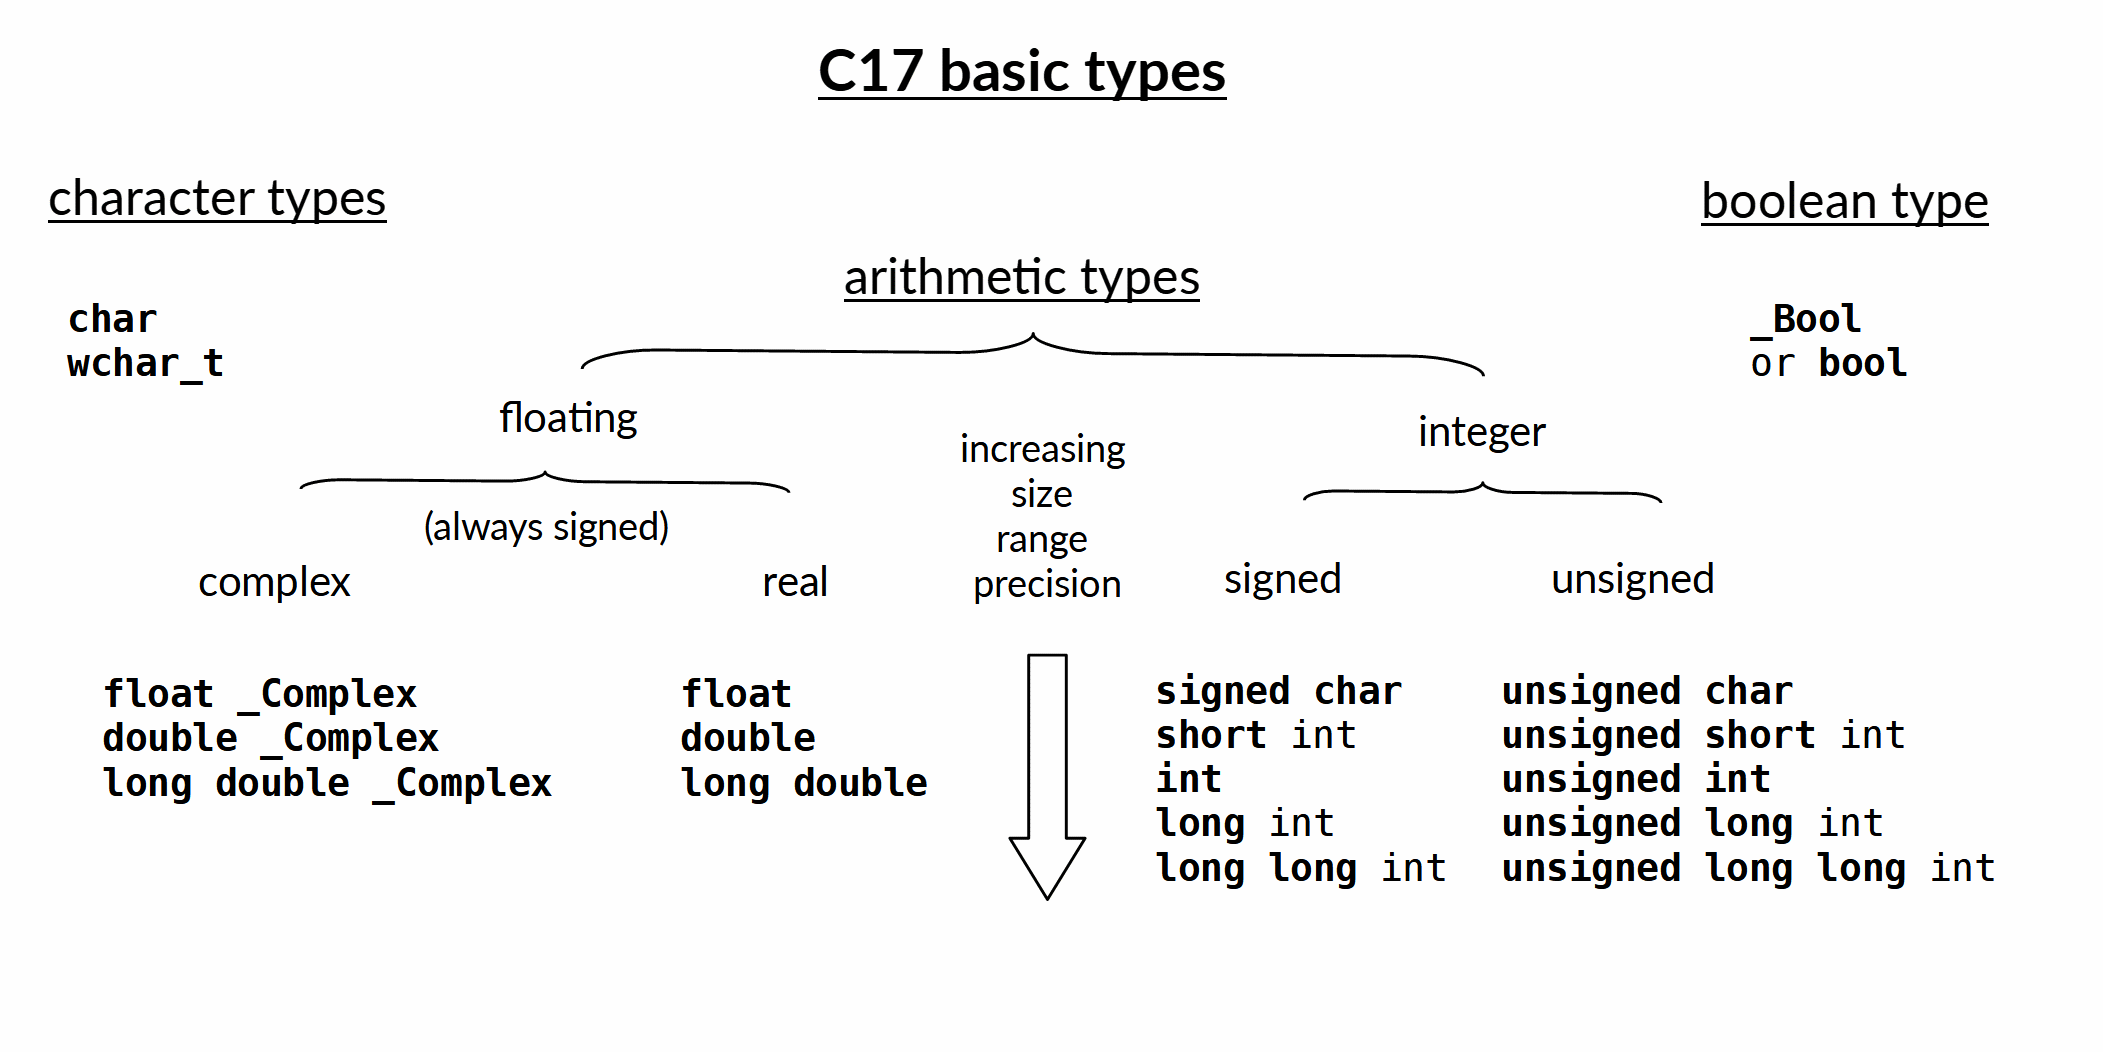 C17 basic types
character types
char
wchar_t
boolean type
_Bool
or bool
arithmetic types
floating
(always signed)
complex
float _Complex
double _Complex
long double _Complex
real
float
double
long double
increasing
size
range
precision
integer
signed
signed char
short int
int
long int
long long int
unsigned
unsigned char
unsigned short int
unsigned int
unsigned long int
unsigned long long int